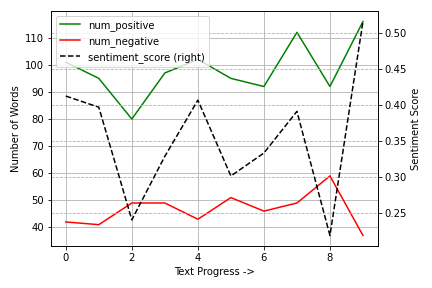 num_positive
num_negative
sentiment_score (right)
110
100
90
80
70
60
50
40
Number of Words
0.50
0.45
0.40
0.35
0.30
0.25
Sentiment Score
0 2 4 6 8
Text Progress ->